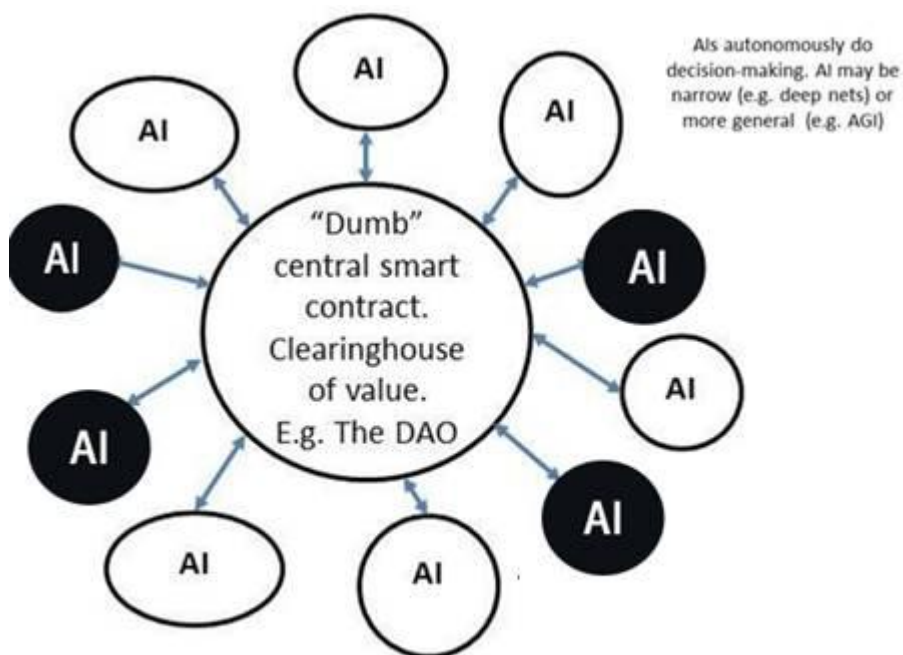 AI
AIs autonomously do
decision-making. AI may be
narrow (e.g. deep nets) or
more general (e.g. AGI)
AI
AI
“Dumb”
central smart
contract.
Clearinghouse
of value.
E.g. The DAO
AI
AI
AI
AI
AI
AI
AI